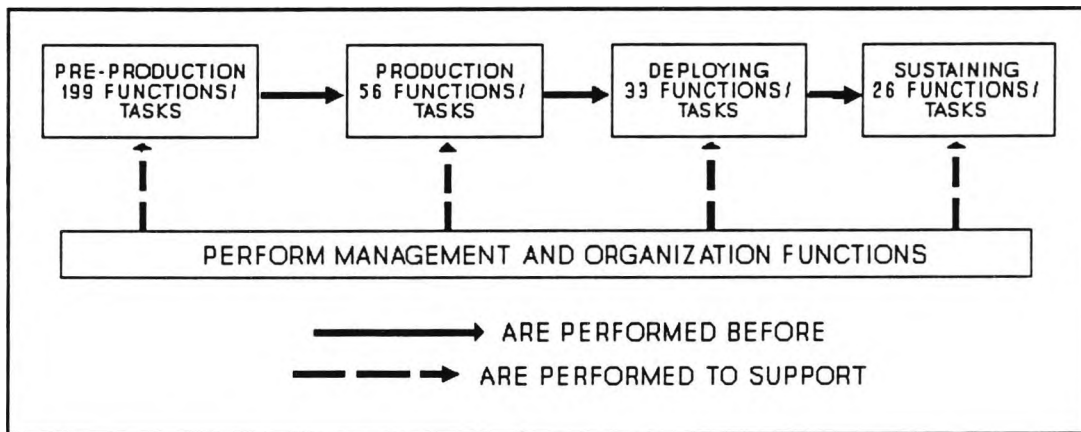 PRE-PRODUCTION
199 FUNCTIONS/
TASKS
PRODUCTION
56 FUNCTIONS/
TASKS
DEPLOYING
33 FUNCTIONS/
TASKS
SUSTAINING
26 FUNCTIONS/
TASKS
PERFORM MANAGEMENT AND ORGANIZATION FUNCTIONS
ARE PERFORMED BEFORE
ARE PERFORMED TO SUPPORT